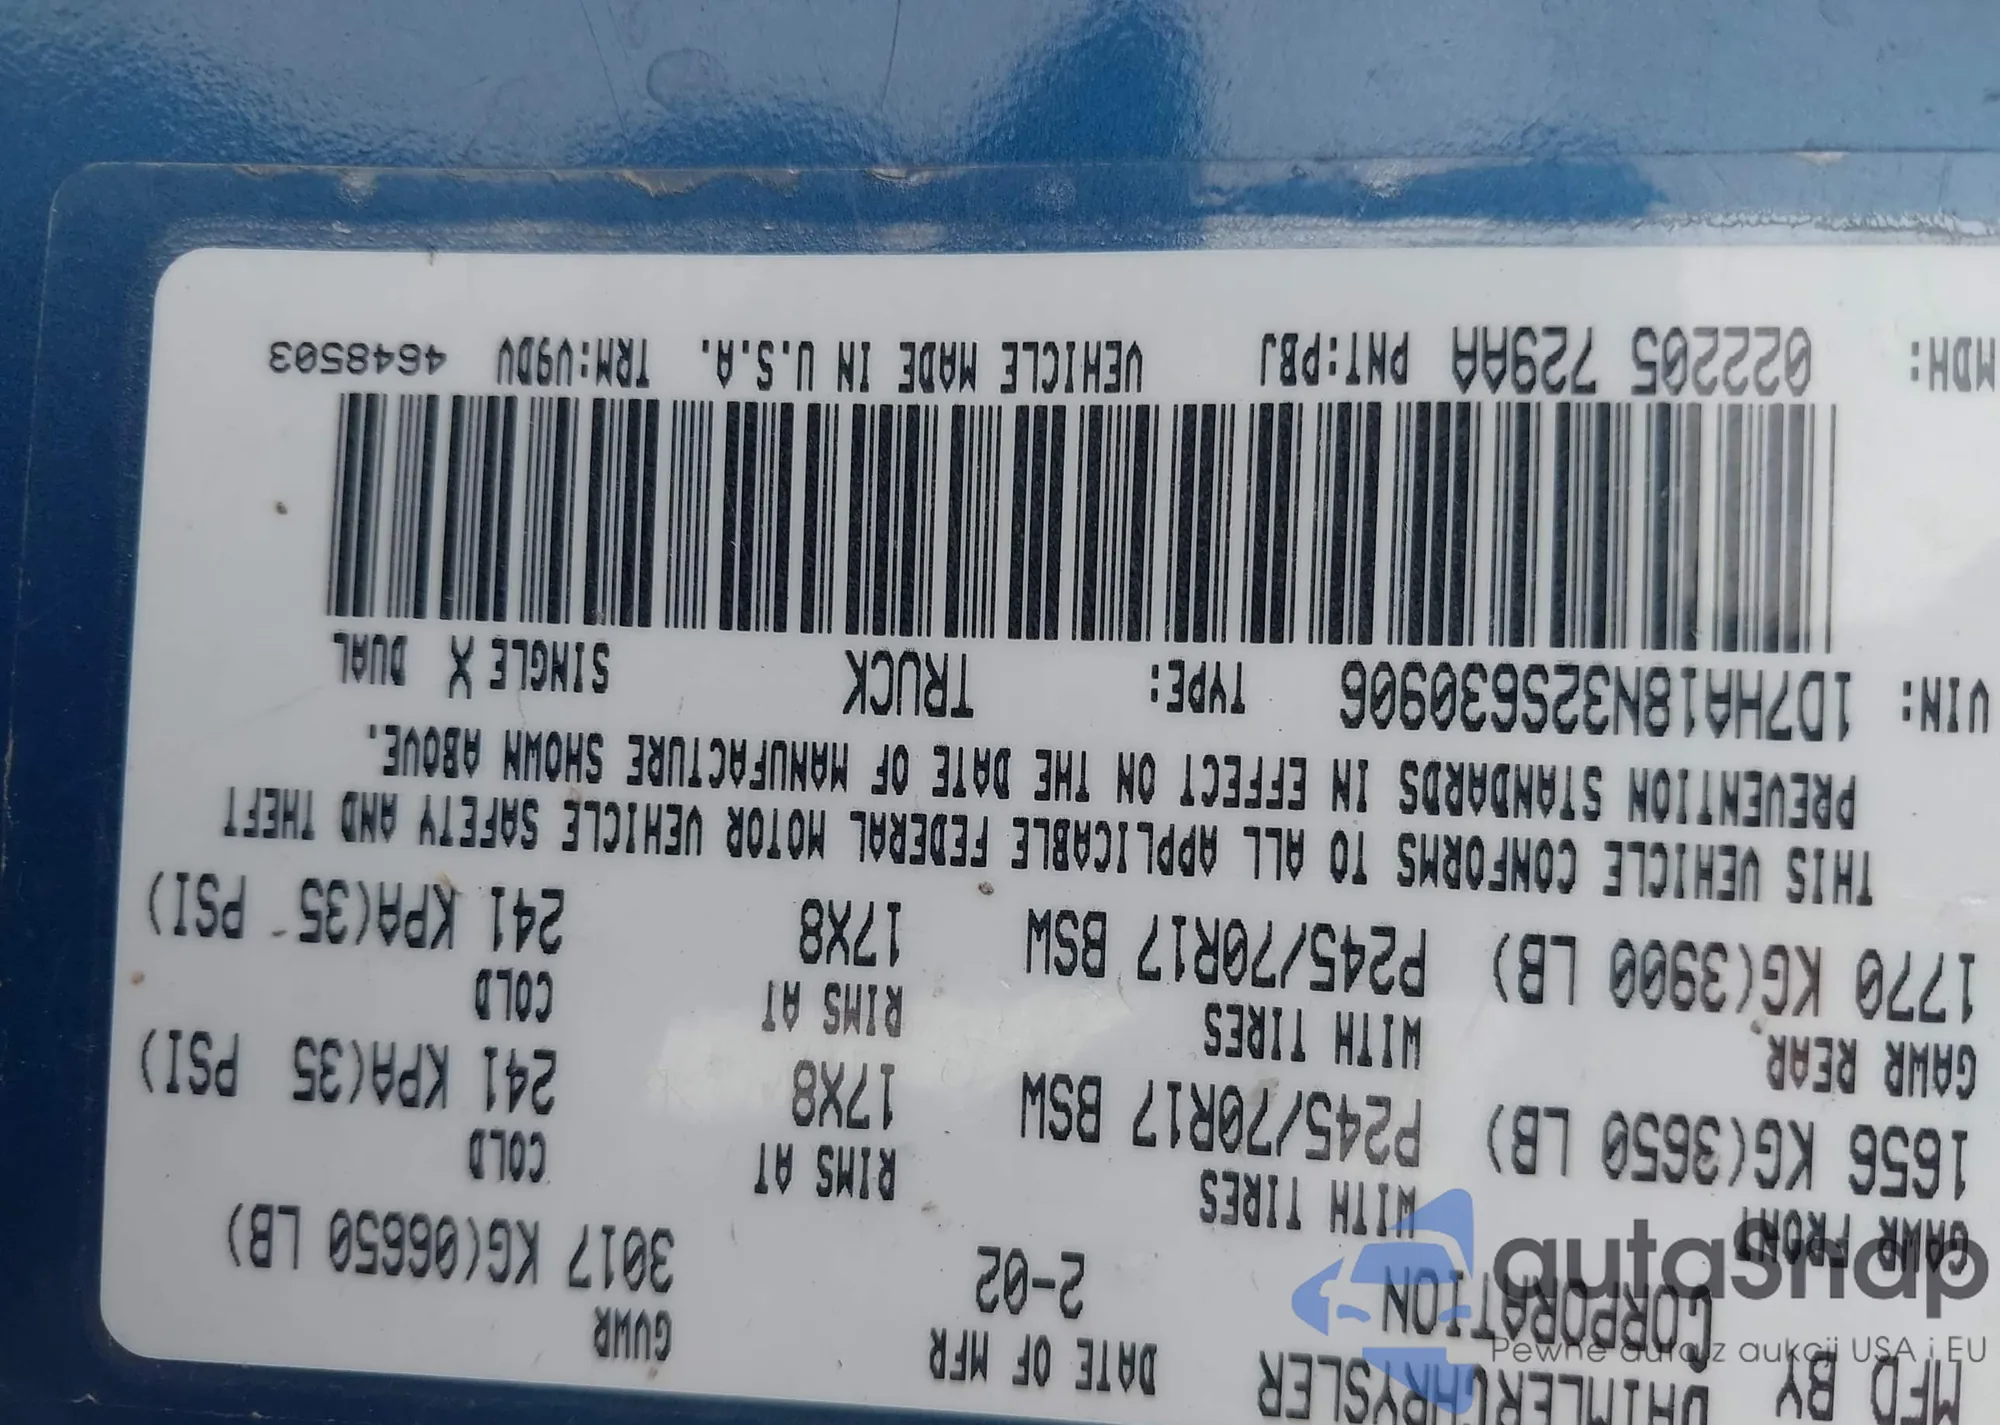 MFD BY DAIMLERCHRYSLER DATE OF MFR GVWR
CORPORATION 2-02 3017 KG(06650 LB)
GAWR FRONT WITH TIRES RIMS AT COLD
1656 KG(3650 LB) P245/70R17 BSW 17X8 241 KPA(35 PSI)
GAWR REAR WITH TIRES RIMS AT COLD
1770 KG(3900 LB) P245/70R17 BSW 17X8 241 KPA(35 PSI)
THIS VEHICLE CONFORMS TO ALL APPLICABLE FEDERAL MOTOR VEHICLE SAFETY AND THEFT
PREVENTION STANDARDS IN EFFECT ON THE DATE OF MANUFACTURE SHOWN ABOVE.
VIN: 1D7HA18N32S630906 TYPE: TRUCK SINGLE X DUAL
MDH: 022205 729AA PNT:PBJ VEHICLE MADE IN U.S.A. TRM:V9DV 4648503
autasnap
Pewne auta z aukcji USA i EU